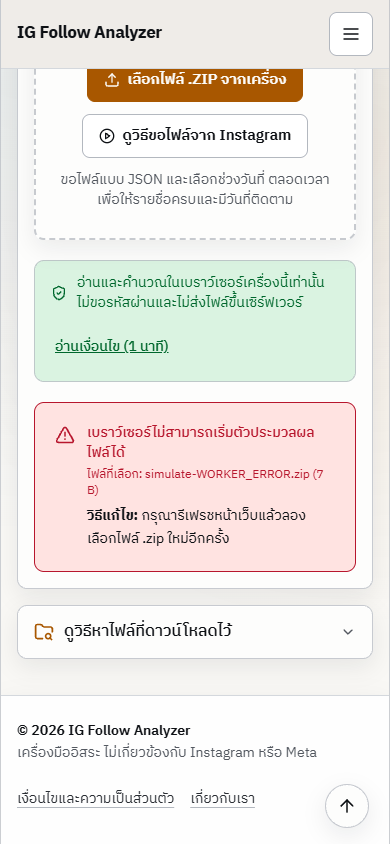 IG Follow Analyzer
เลือกไฟล์ .ZIP จากเครื่อง
ดูวิธีขอไฟล์จาก Instagram
ขอไฟล์แบบ JSON และเลือกช่วงวันที่ ตลอดเวลา
เพื่อให้รายชื่อครบและมีวันที่ติดตาม
อ่านและคำนวณในเบราว์เซอร์เครื่องนี้เท่านั้น
ไม่ขอรหัสผ่านและไม่ส่งไฟล์ขึ้นเซิร์ฟเวอร์
อ่านเงื่อนไข (1 นาที)
เบราว์เซอร์ไม่สามารถเริ่มตัวประมวลผล
ไฟล์ได้
ไฟล์ที่เลือก: simulate-WORKER_ERROR.zip (7
B)
วิธีแก้ไข: กรุณารีเฟรชหน้าเว็บแล้วลอง
เลือกไฟล์ .zip ใหม่อีกครั้ง
ดูวิธีหาไฟล์ที่ดาวน์โหลดไว้
© 2026 IG Follow Analyzer
เครื่องมืออิสระ ไม่เกี่ยวข้องกับ Instagram หรือ Meta
เงื่อนไขและความเป็นส่วนตัว เกี่ยวกับเรา